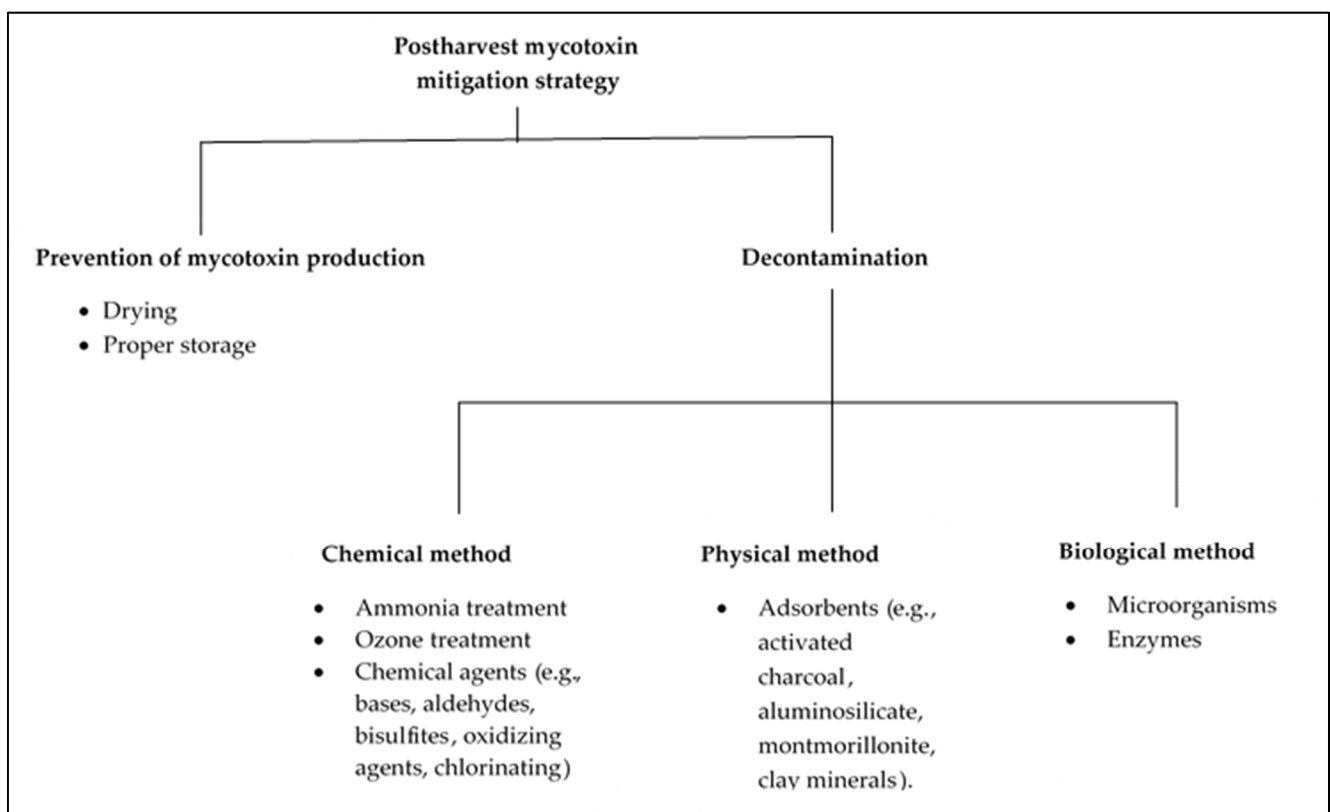 Postharvest mycotoxin
mitigation strategy
Prevention of mycotoxin production
• Drying
• Proper storage
Decontamination
Chemical method
• Ammonia treatment
• Ozone treatment
• Chemical agents (e.g.,
bases, aldehydes,
bisulfites, oxidizing
agents, chlorinating)
Physical method
• Adsorbents (e.g.,
activated
charcoal,
aluminosilicate,
montmorillonite,
clay minerals).
Biological method
• Microorganisms
• Enzymes